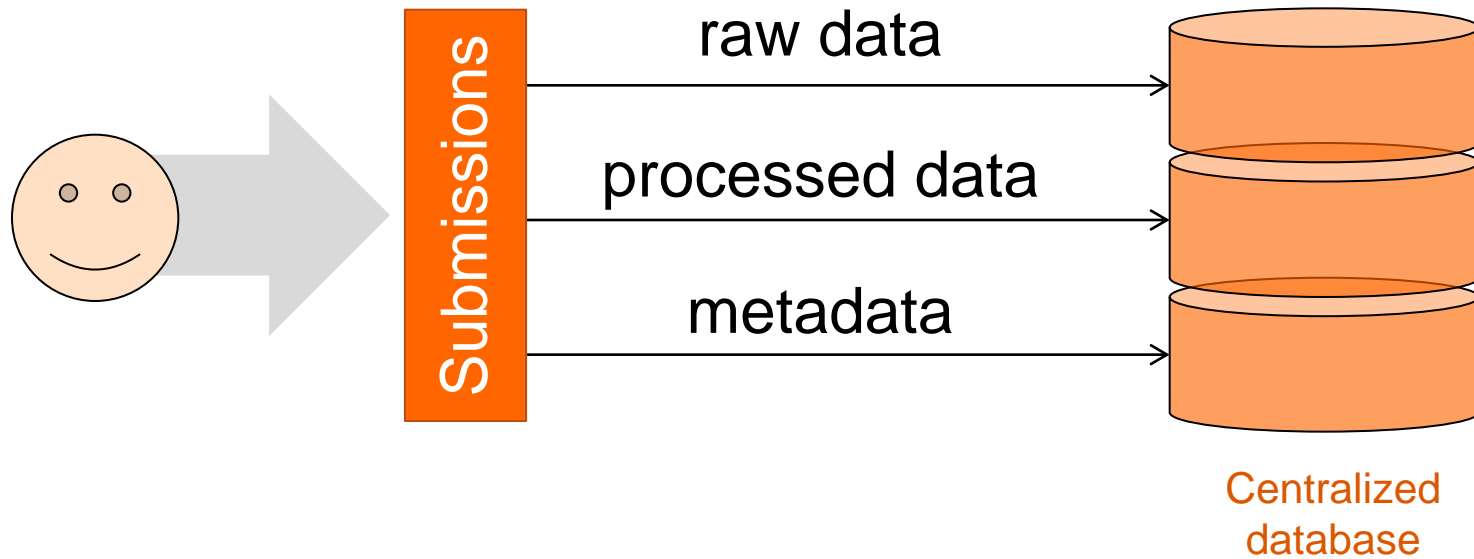 Submissions
raw data
processed data
metadata
Centralized
database